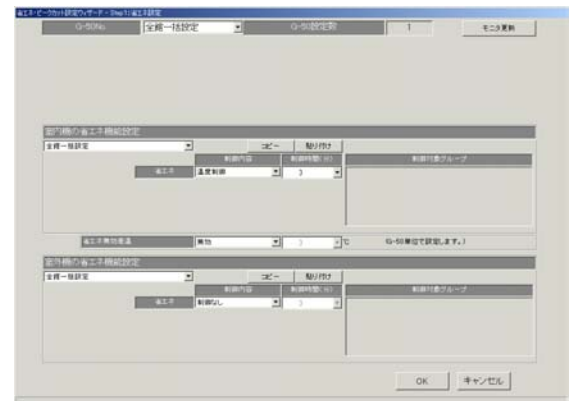 省エネ・ピークカット設定ウィザード - Step1:省エネ設定
G-50No. 全館一括設定 G-50設定数 1 モニタ更新
室内機の省エネ機能設定
全館一括設定 コピー 貼り付け
制御内容 制御時間(分) 制御対象グループ
省エネ 温度制御 3
省エネ無効差温 無効 3 ℃ (G-50単位で設定します。)
室外機の省エネ機能設定
全館一括設定 コピー 貼り付け
制御内容 制御時間(分) 制御対象グループ
省エネ 制御なし 3
OK キャンセル